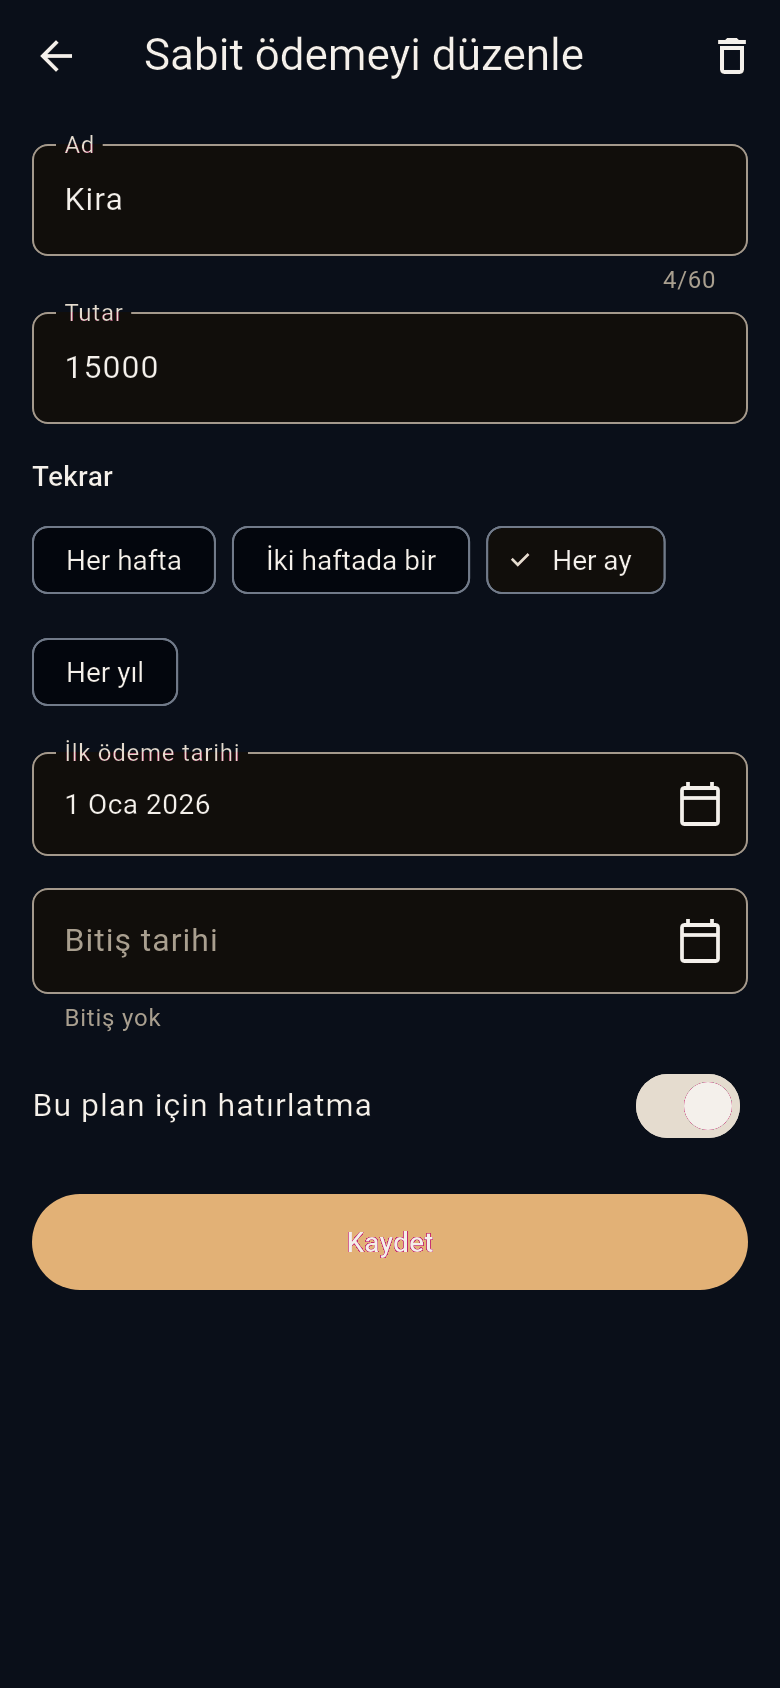 Sabit ödemeyi düzenle
Ad
Kira
4/60
Tutar
15000
Tekrar
Her hafta
İki haftada bir
Her ay
Her yıl
İlk ödeme tarihi
1 Oca 2026
Bitiş tarihi
Bitiş yok
Bu plan için hatırlatma
Kaydet